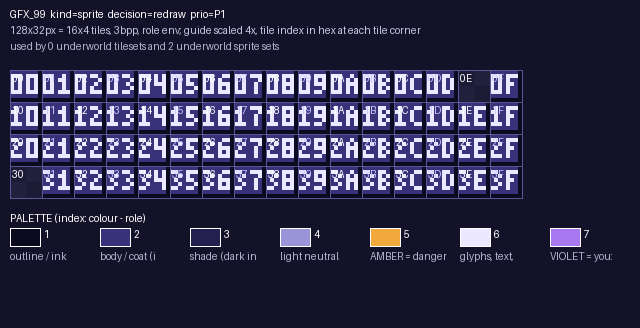 GFX_99 kind=sprite decision=redraw prio=P1
128x32px = 16x4 tiles, 3bpp, role env; guide scaled 4x, tile index in hex at each tile corner
used by 0 underworld tilesets and 2 underworld sprite sets
00 01 02 03 04 05 06 07 08 09 0A 0B 0C 0D 0E 0F
10 11 12 13 14 15 16 17 18 19 1A 1B 1C 1D 1E 1F
20 21 22 23 24 25 26 27 28 29 2A 2B 2C 2D 2E 2F
30 31 32 33 34 35 36 37 38 39 3A 3B 3C 3D 3E 3F
PALETTE (index: colour - role)
1 2 3 4 5 6 7
outline / ink body / coat (i shade (dark in light neutral AMBER = danger glyphs, text, VIOLET = you: